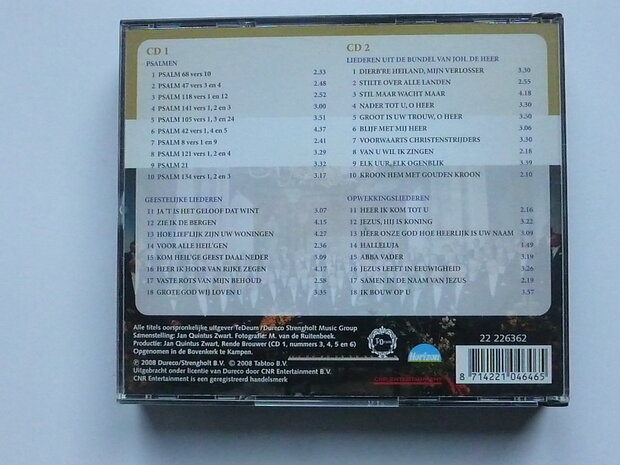 CD 1
PSALMEN
1 PSALM 68 vers 10 2.33
2 PSALM 47 vers 3 en 4 2.48
3 PSALM 118 vers 1 en 12 2.52
4 PSALM 141 vers 1, 2 en 3 3.00
5 PSALM 105 vers 1, 3 en 24 3.51
6 PSALM 42 vers 1, 4 en 5 4.37
7 PSALM 8 vers 1 en 9 2.41
8 PSALM 121 vers 1, 2 en 4 3.29
9 PSALM 21 3.32
10 PSALM 134 vers 1, 2 en 3 3.17
GEESTELIJKE LIEDEREN
11 JA 'T IS HET GELOOF DAT WINT 3.07
12 ZIE IK DE BERGEN 4.15
13 HOE LIEF'LIJK ZIJN UW WONINGEN 4.27
14 VOOR ALLE HEIL'GEN 2.36
15 KOM HEIL'GE GEEST DAAL NEDER 3.09
16 HEER IK HOOR VAN RIJKE ZEGEN 4.17
17 VASTE ROTS VAN MIJN BEHOUD 2.58
18 GROTE GOD WIJ LOVEN U 3.35
CD 2
LIEDEREN UIT DE BUNDEL VAN JOH. DE HEER
1 DIERB'RE HEILAND, MIJN VERLOSSER 3.30
2 STILTE OVER ALLE LANDEN 2.55
3 STIL MAAR WACHT MAAR 4.18
4 NADER TOT U, O HEER 3.30
5 GROOT IS UW TROUW, O HEER 3.51
6 BLIJF MET MIJ HEER 3.06
7 VOORWAARTS CHRISTENSTRIJDERS 3.30
8 VAN U WIL IK ZINGEN 2.16
9 ELK UUR, ELK OGENBLIK 3.39
10 KROON HEM MET GOUDEN KROON 2.10
OPWEKKINGSLIEDEREN
11 HEER IK KOM TOT U 2.16
12 JEZUS, HIJ IS KONING 3.22
13 HEER ONZE GOD HOE HEERLIJK IS UW NAAM 3.09
14 HALLELUJA 1.49
15 ABBA VADER 3.19
16 JEZUS LEEFT IN EEUWIGHEID 3.26
17 SAMEN IN DE NAAM VAN JEZUS 2.19
18 IK BOUW OP U 3.57
Alle titels oorspronkelijke uitgever TeDeum/Dureco Strengholt Music Group
Samenstelling: Jan Quintus Zwart. Fotografie: M. van de Ruitenbeek.
Productie: Jan Quintus Zwart, Rende Brouwer (CD 1, nummers 3, 4, 5 en 6)
Opgenomen in de Bovenkerk te Kampen.
℗ 2008 Dureco/Strengholt B.V. © 2008 Tabtoo B.V.
Uitgebracht onder licentie van Dureco door CNR Entertainment B.V.
CNR Entertainment is een geregistreerd handelsmerk
Horizon
CNR ENTERTAINMENT
22 226362
8 714221 046465